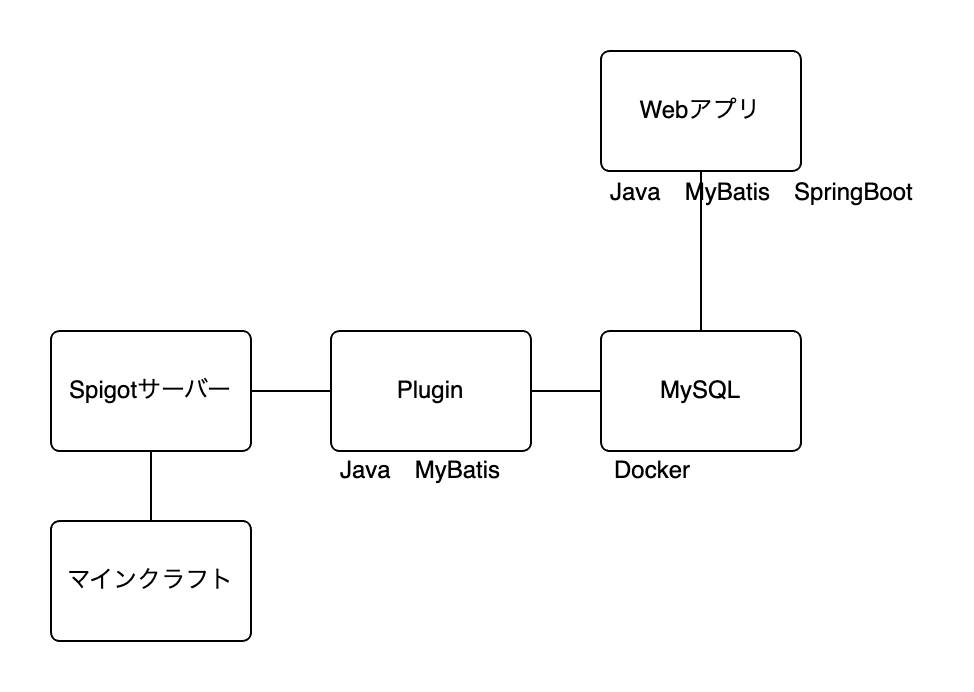 Webアプリ
Java MyBatis SpringBoot
Spigotサーバー
Plugin
MySQL
Java MyBatis
Docker
マインクラフト